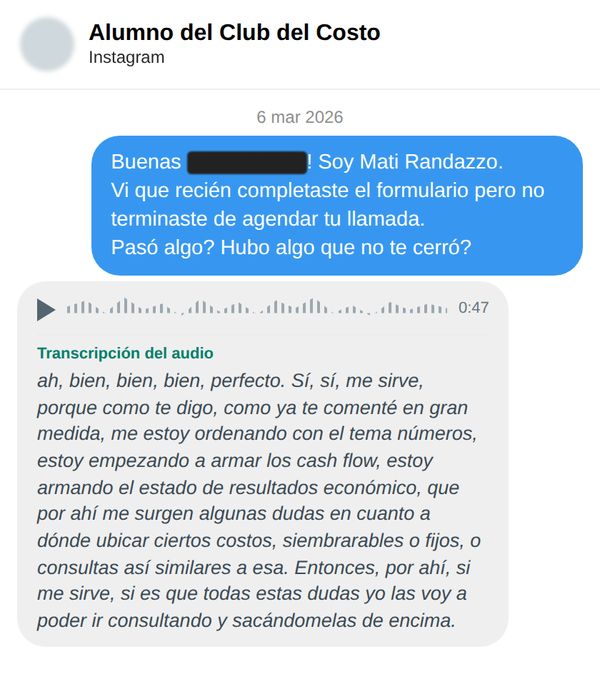 Alumno del Club del Costo
Instagram
6 mar 2026
Buenas ! Soy Mati Randazzo.
Vi que recién completaste el formulario pero no
terminaste de agendar tu llamada.
Pasó algo? Hubo algo que no te cerró?
0:47
Transcripción del audio
ah, bien, bien, bien, perfecto. Sí, sí, me sirve,
porque como te digo, como ya te comenté en gran
medida, me estoy ordenando con el tema números,
estoy empezando a armar los cash flow, estoy
armando el estado de resultados económico, que
por ahí me surgen algunas dudas en cuanto a
dónde ubicar ciertos costos, siembrarables o fijos, o
consultas así similares a esa. Entonces, por ahí, si
me sirve, si es que todas estas dudas yo las voy a
poder ir consultando y sacándomelas de encima.